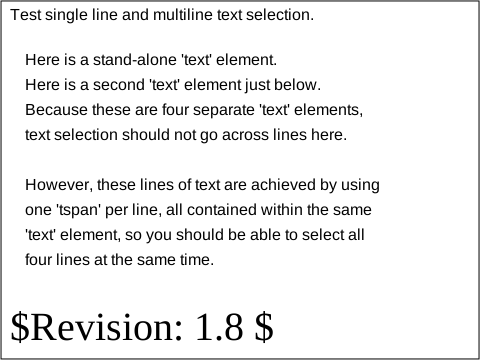 Test single line and multiline text selection.
Here is a stand-alone 'text' element.
Here is a second 'text' element just below.
Because these are four separate 'text' elements,
text selection should not go across lines here.
However, these lines of text are achieved by using
one 'tspan' per line, all contained within the same
'text' element, so you should be able to select all
four lines at the same time.
$Revision: 1.8 $